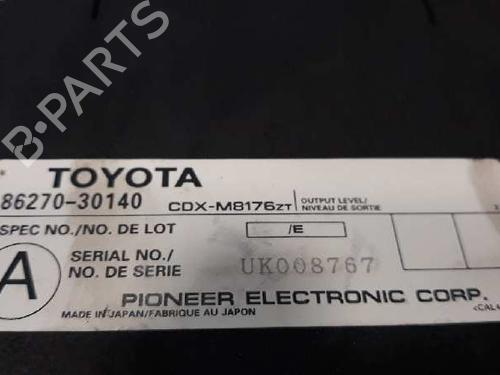 B-PARTS
TOYOTA
86270-30140 CDX-M8176ZT OUTPUT LEVEL/
NIVEAU DE SORTIE
SPEC NO./NO. DE LOT /E
A SERIAL NO./
NO. DE SERIE UK008767
PIONEER ELECTRONIC CORP.
MADE IN JAPAN/FABRIQUE AU JAPON